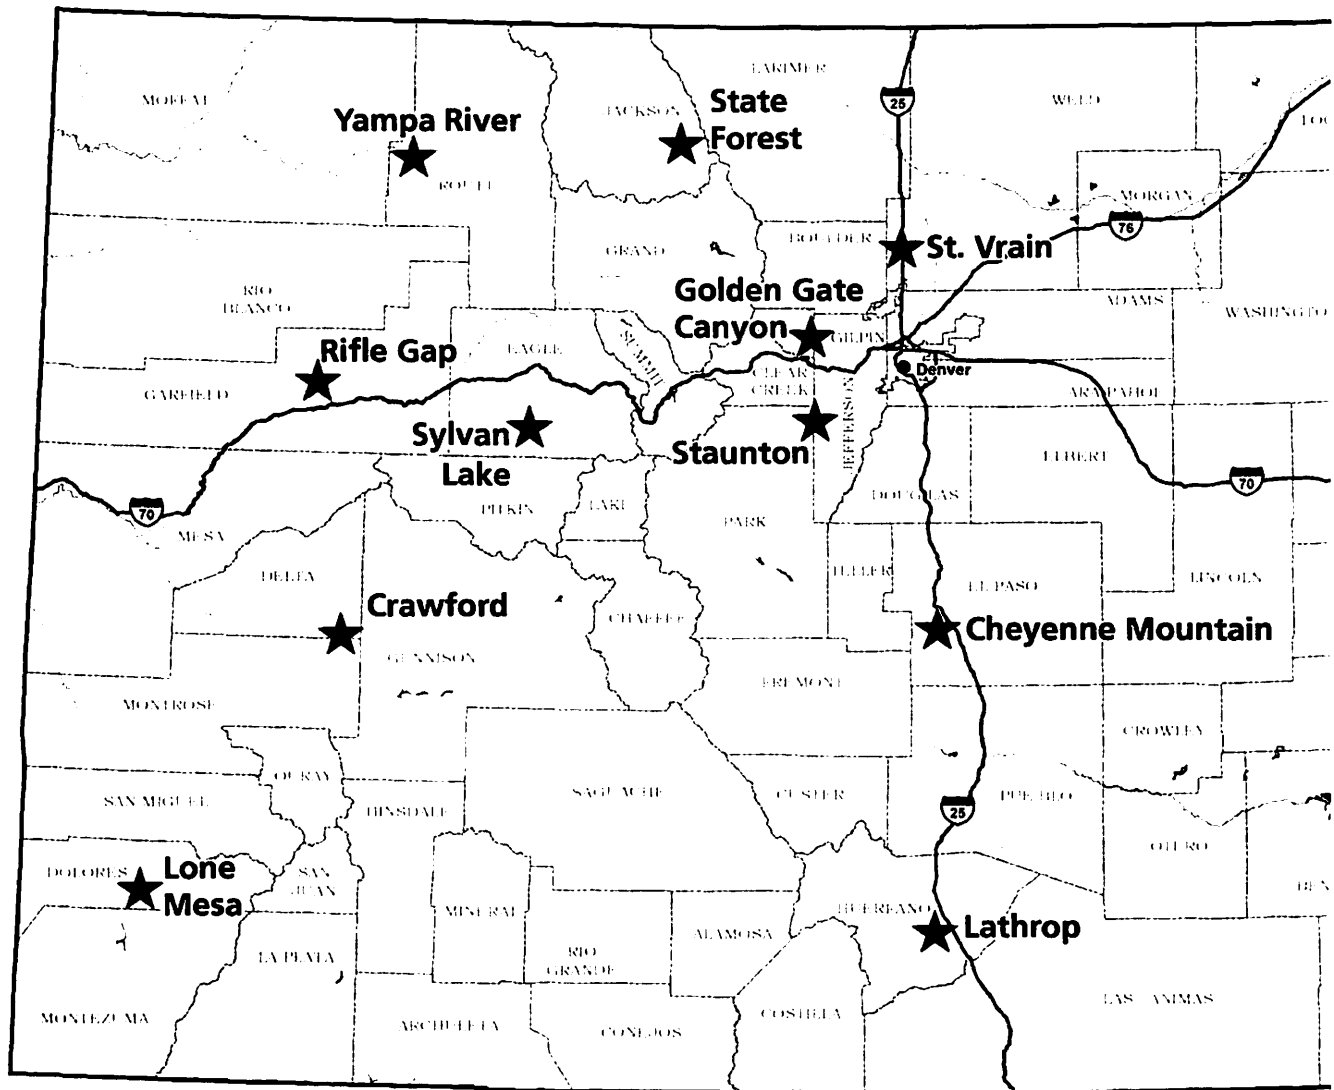 LARIMER
MOFFAT
JACKSON
State
Forest
25
WELD
Yampa River
ROUTT
MORGAN
76
BOULDER
St. Vrain
GRAND
RIO
BLANCO
Golden Gate
Canyon
GILPIN
ADAMS
WASHINGTO
Rifle Gap
EAGLE
SUMMIT
CLEAR
CREEK
Denver
GARFIELD
ARAPAHOE
JEFFERSON
Sylvan
Lake
Staunton
ELBERT
70
DOUGLAS
PITKIN
LAKE
PARK
70
MESA
DELTA
TELLER
EL PASO
LINCOLN
Crawford
CHAFFEE
Cheyenne Mountain
GUNNISON
FREMONT
MONTROSE
CROWLEY
OURAY
SAN MIGUEL
HINSDALE
SAGUACHE
CUSTER
25
PUEBLO
OTERO
DOLORES
Lone
Mesa
SAN
JUAN
BEN
MINERAL
HUERFANO
Lathrop
ALAMOSA
LA PLATA
RIO
GRANDE
LAS ANIMAS
MONTEZUMA
ARCHULETA
CONEJOS
COSTILLA